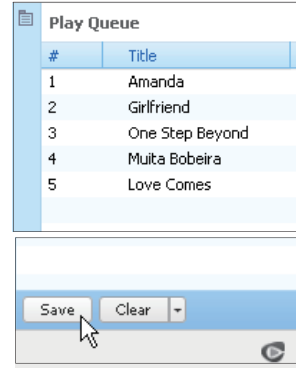 Play Queue
# Title
1 Amanda
2 Girlfriend
3 One Step Beyond
4 Muita Bobeira
5 Love Comes
Save Clear